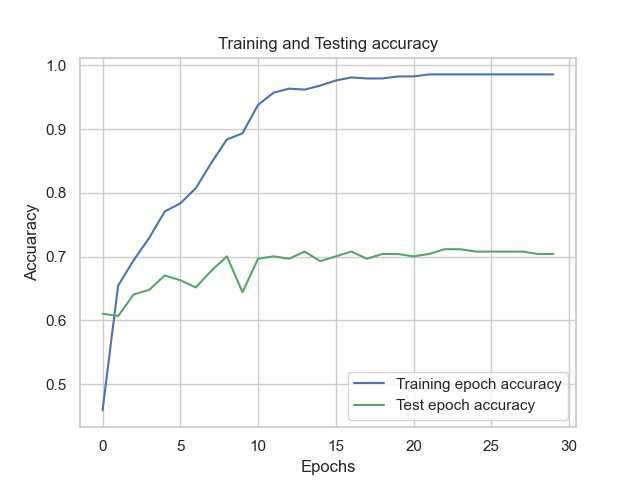 Training and Testing accuracy
1.0
0.9
0.8
0.7
0.6
0.5
Accuaracy
0 5 10 15 20 25 30
Epochs
Training epoch accuracy
Test epoch accuracy